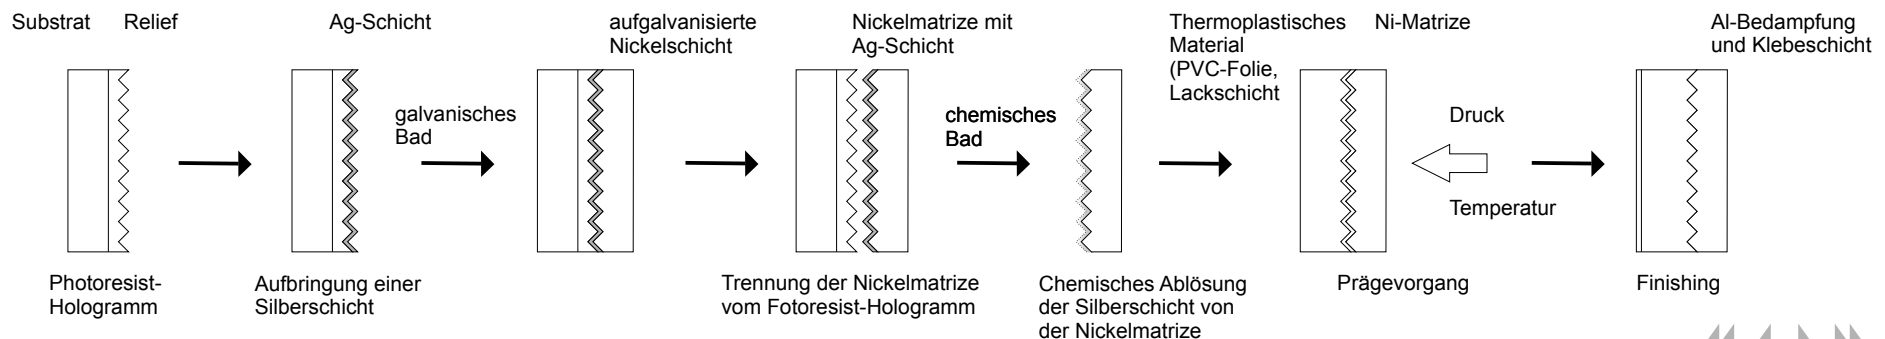 Substrat
Relief
Ag-Schicht
aufgalvanisierte
Nickelschicht
Nickelmatrize mit
Ag-Schicht
Thermoplastisches
Material
(PVC-Folie,
Lackschicht
Ni-Matrize
Al-Bedampfung
und Klebeschicht
galvanisches
Bad
chemisches
Bad
Druck
Temperatur
Photoresist-
Hologramm
Aufbringung einer
Silberschicht
Trennung der Nickelmatrize
vom Fotoresist-Hologramm
Chemisches Ablösung
der Silberschicht von
der Nickelmatrize
Prägevorgang
Finishing